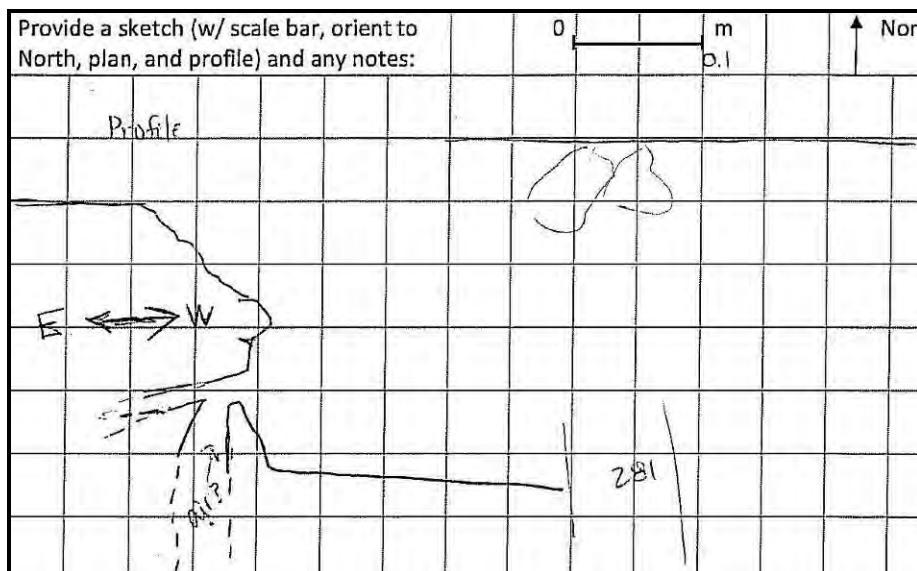 Provide a sketch (w/ scale bar, orient to
North, plan, and profile) and any notes:
0 m
0.1
Nor
Profile
E W
air?
281